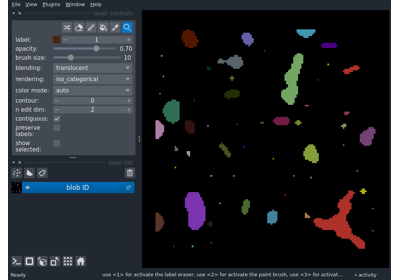 File View Plugins Window Help
layer controls
label: 1
opacity: 0.70
brush size: 10
blending: translucent
rendering: iso_categorical
color mode: auto
contour: 0
n edit dim: 2
contiguous:
preserve
labels:
show
selected:
layer list
blob ID
Ready use <1> for activate the label eraser, use <2> for activate the paint brush, use <3> for activat... activity